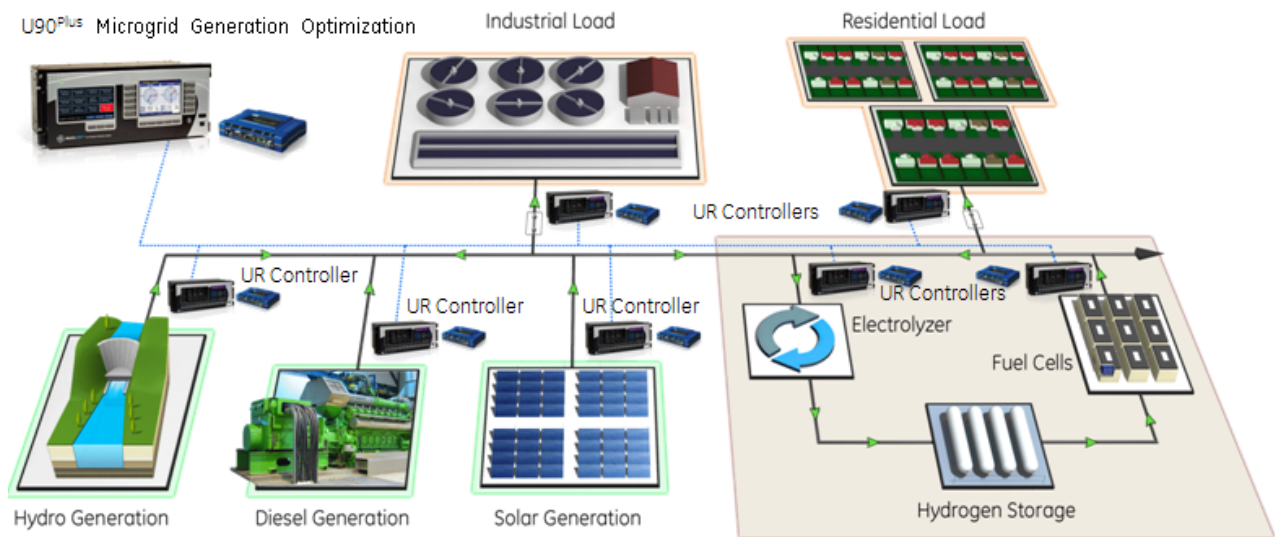 U90Plus Microgrid Generation Optimization
Industrial Load
Residential Load
UR Controllers
UR Controller
UR Controller
UR Controller
UR Controllers
Electrolyzer
Fuel Cells
Hydrogen Storage
Hydro Generation
Diesel Generation
Solar Generation